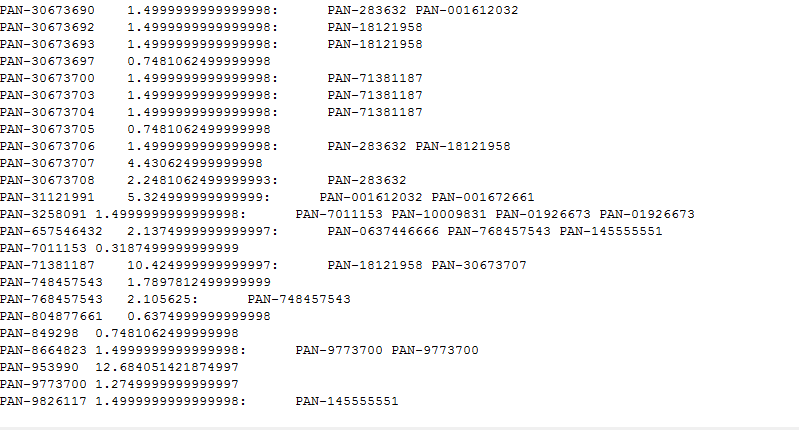 PAN-30673690    1.4999999999999998:      PAN-283632 PAN-001612032
PAN-30673692    1.4999999999999998:      PAN-18121958
PAN-30673693    1.4999999999999998:      PAN-18121958
PAN-30673697    0.7481062499999998
PAN-30673700    1.4999999999999998:      PAN-71381187
PAN-30673703    1.4999999999999998:      PAN-71381187
PAN-30673704    1.4999999999999998:      PAN-71381187
PAN-30673705    0.7481062499999998
PAN-30673706    1.4999999999999998:      PAN-283632 PAN-18121958
PAN-30673707    4.430624999999998
PAN-30673708    2.2481062499999993:      PAN-283632
PAN-31121991    5.324999999999999:      PAN-001612032 PAN-001672661
PAN-3258091 1.4999999999999998:      PAN-7011153 PAN-10009831 PAN-01926673 PAN-01926673
PAN-657546432   2.1374999999999997:      PAN-0637446666 PAN-768457543 PAN-145555551
PAN-7011153 0.3187499999999999
PAN-71381187    10.424999999999997:      PAN-18121958 PAN-30673707
PAN-748457543   1.7897812499999999
PAN-768457543   2.105625:      PAN-748457543
PAN-804877661   0.6374999999999998
PAN-849298  0.7481062499999998
PAN-8664823 1.4999999999999998:      PAN-9773700 PAN-9773700
PAN-953990  12.684051421874997
PAN-9773700 1.2749999999999997
PAN-9826117 1.4999999999999998:      PAN-145555551